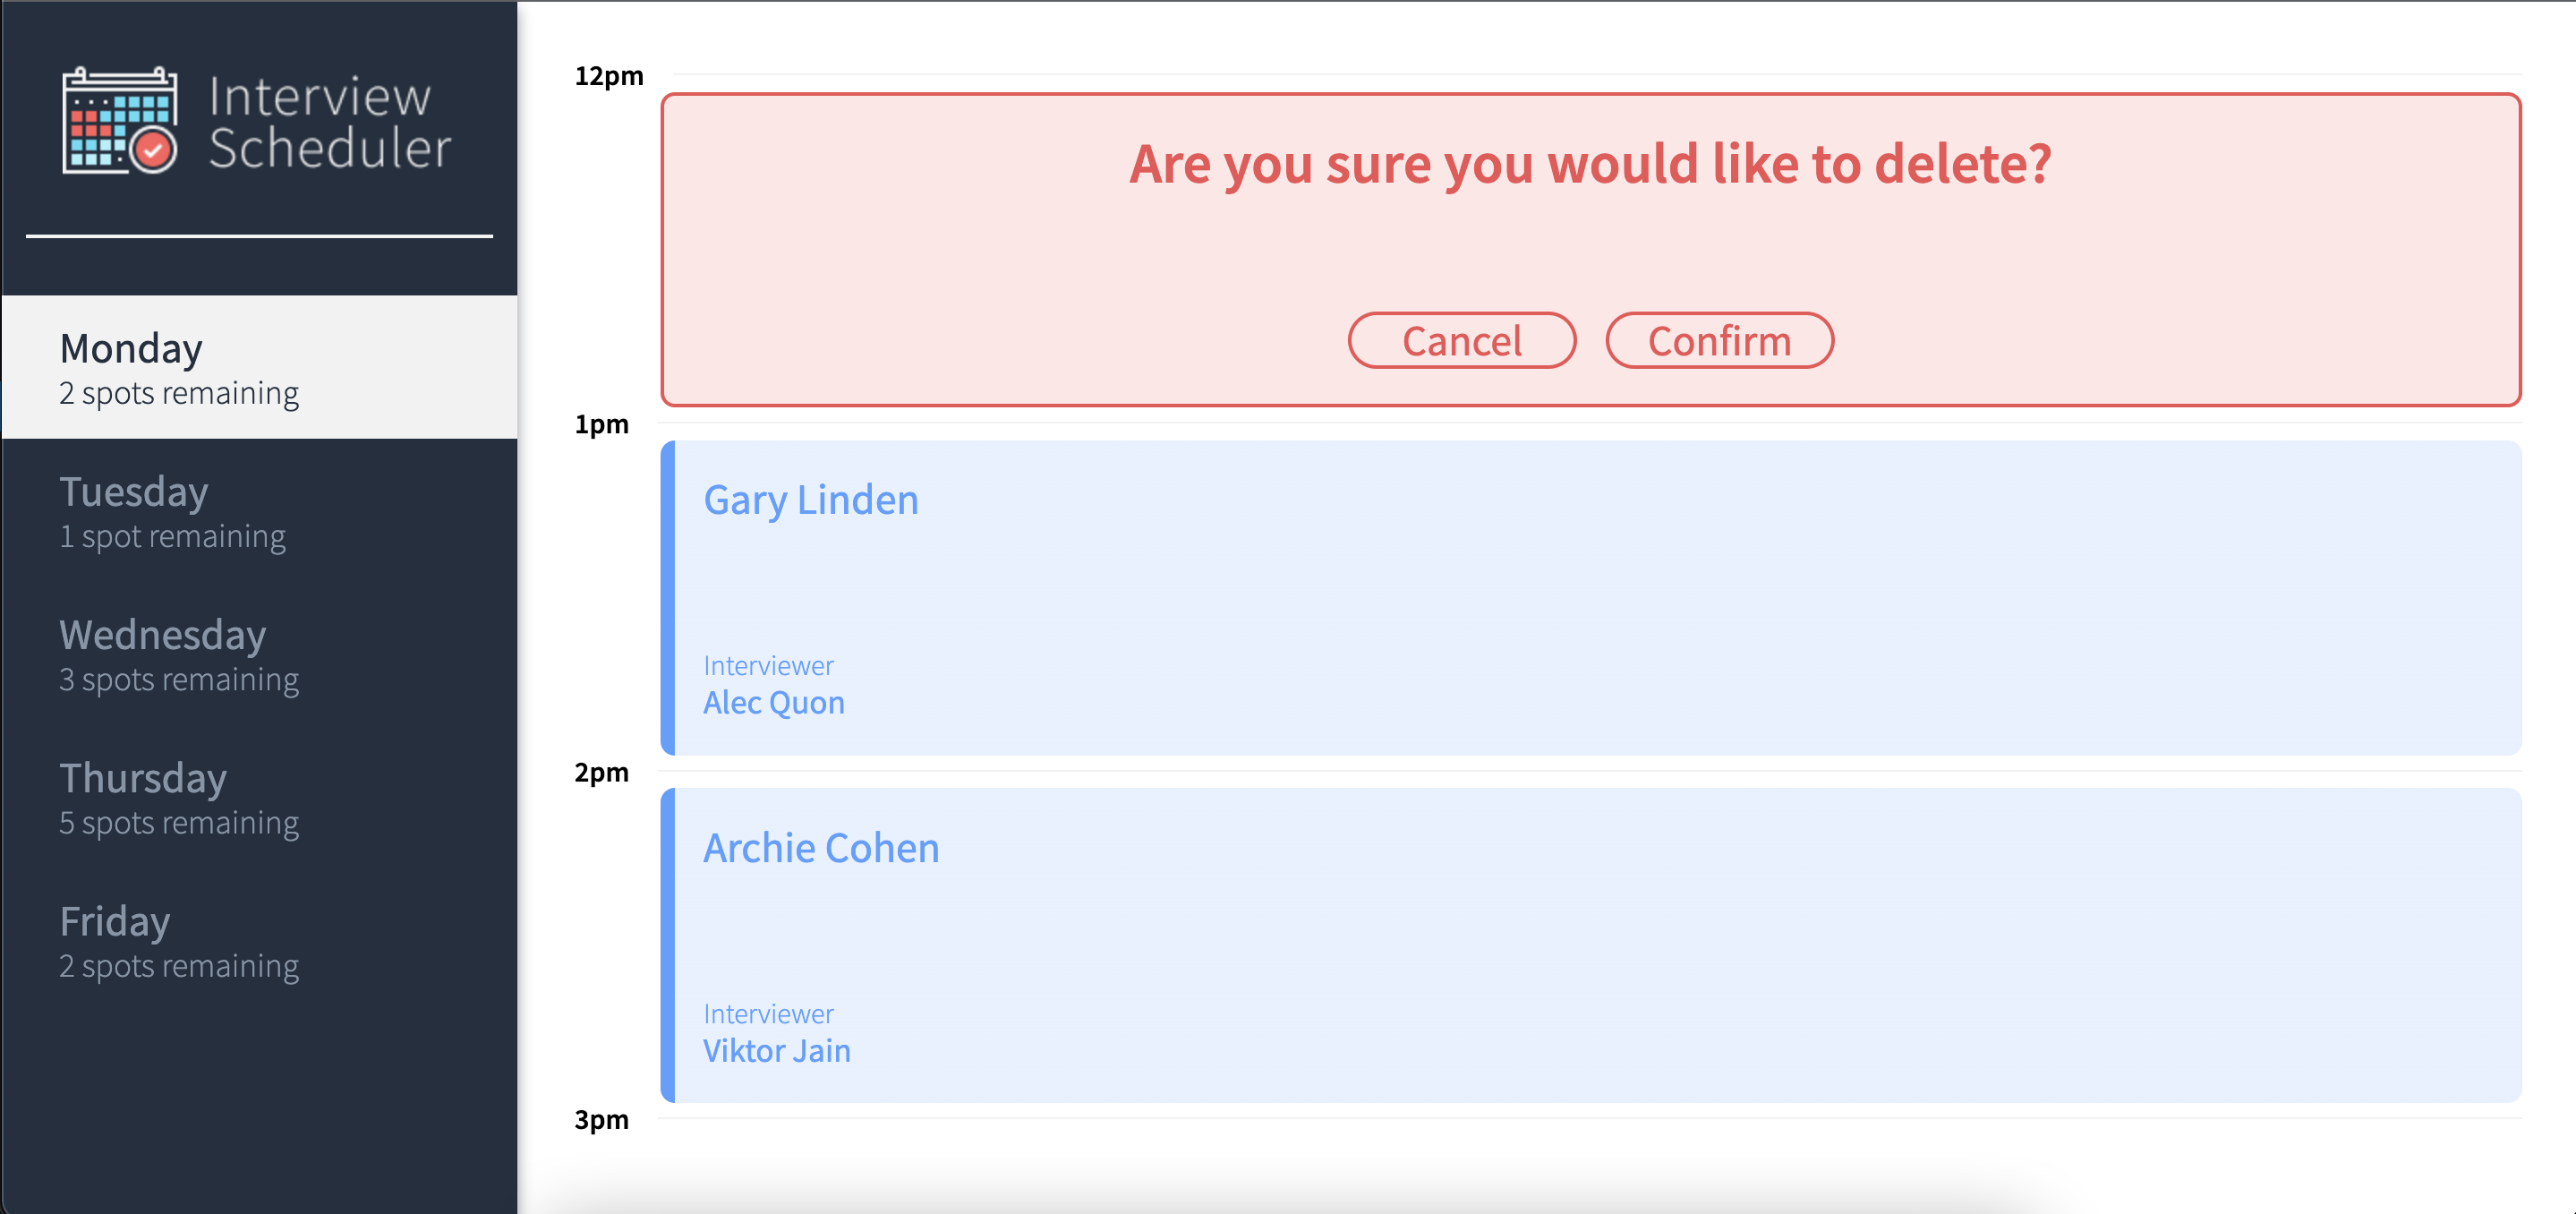 Interview
Scheduler
Monday
2 spots remaining
Tuesday
1 spot remaining
Wednesday
3 spots remaining
Thursday
5 spots remaining
Friday
2 spots remaining
12pm
Are you sure you would like to delete?
Cancel Confirm
1pm
Gary Linden
Interviewer
Alec Quon
2pm
Archie Cohen
Interviewer
Viktor Jain
3pm